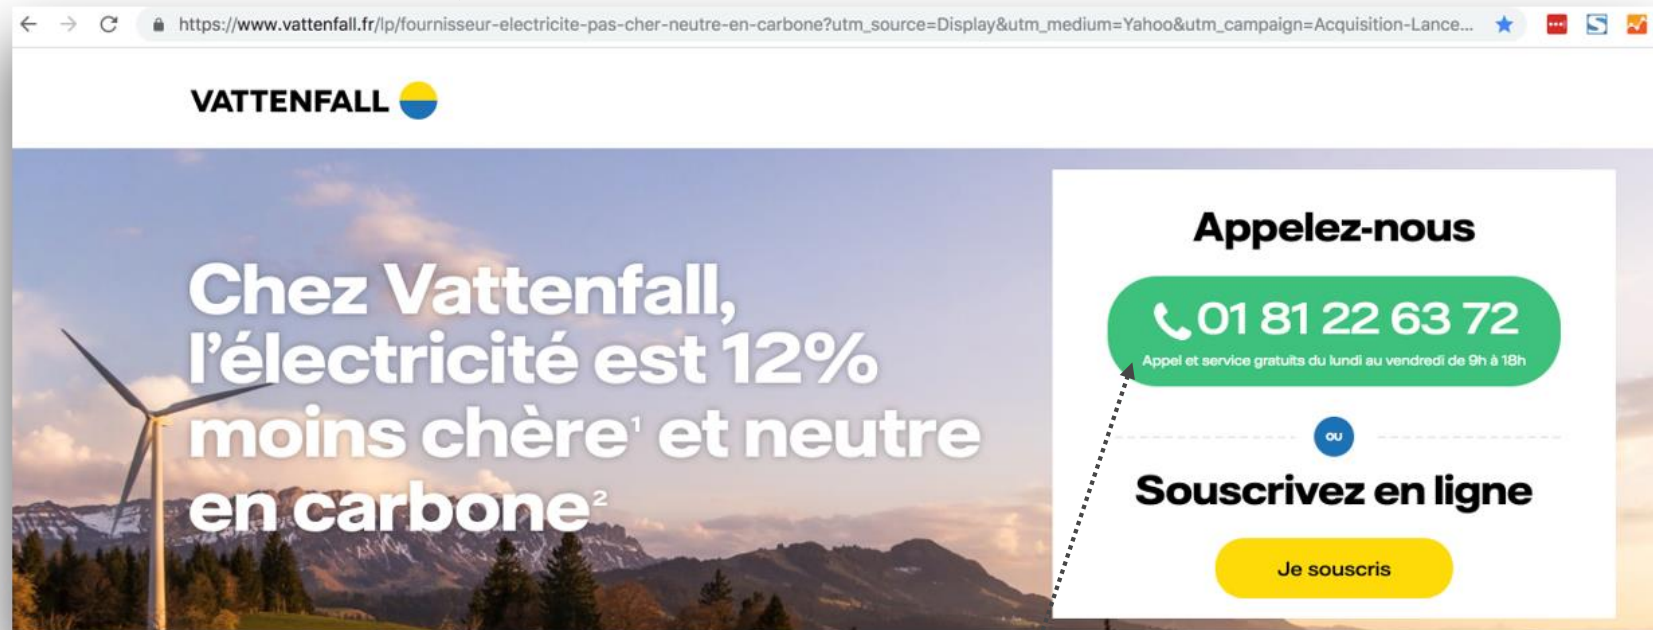 https://www.vattenfall.fr/lp/fournisseur-electricite-pas-cher-neutre-en-carbone?utm_source=Display&utm_medium=Yahoo&utm_campaign=Acquisition-Lance...
VATTENFALL
Chez Vattenfall,
l'électricité est 12%
moins chère¹ et neutre
en carbone²
Appelez-nous
01 81 22 63 72
Appel et service gratuits du lundi au vendredi de 9h à 18h
ou
Souscrivez en ligne
Je souscris